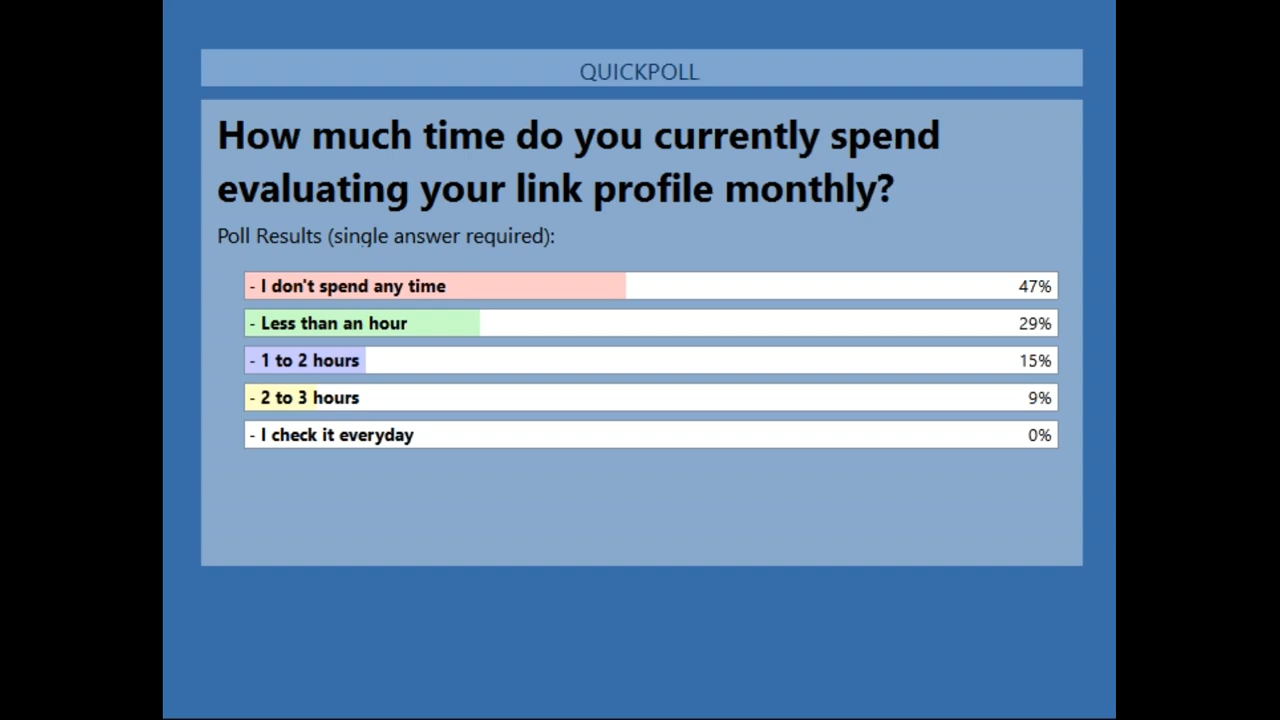 QUICKPOLL
How much time do you currently spend
evaluating your link profile monthly?
Poll Results (single answer required):
- I don't spend any time 47%
- Less than an hour 29%
- 1 to 2 hours 15%
- 2 to 3 hours 9%
- I check it everyday 0%